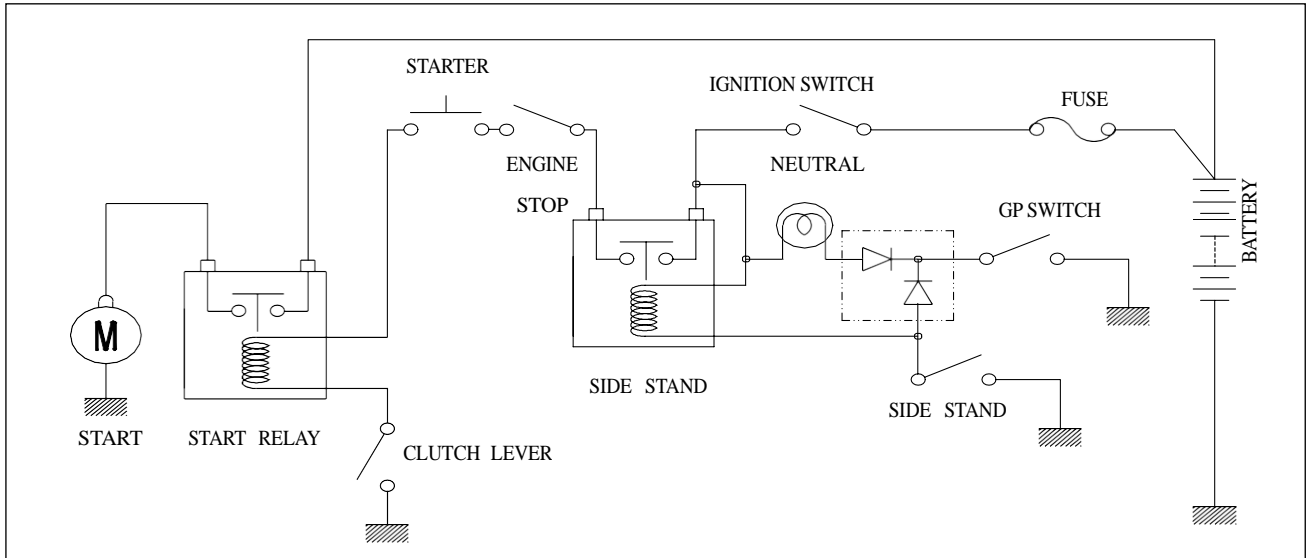 STARTER
IGNITION SWITCH
FUSE
ENGINE
NEUTRAL
STOP
GP SWITCH
BATTERY
M
SIDE STAND
SIDE STAND
START
START RELAY
CLUTCH LEVER